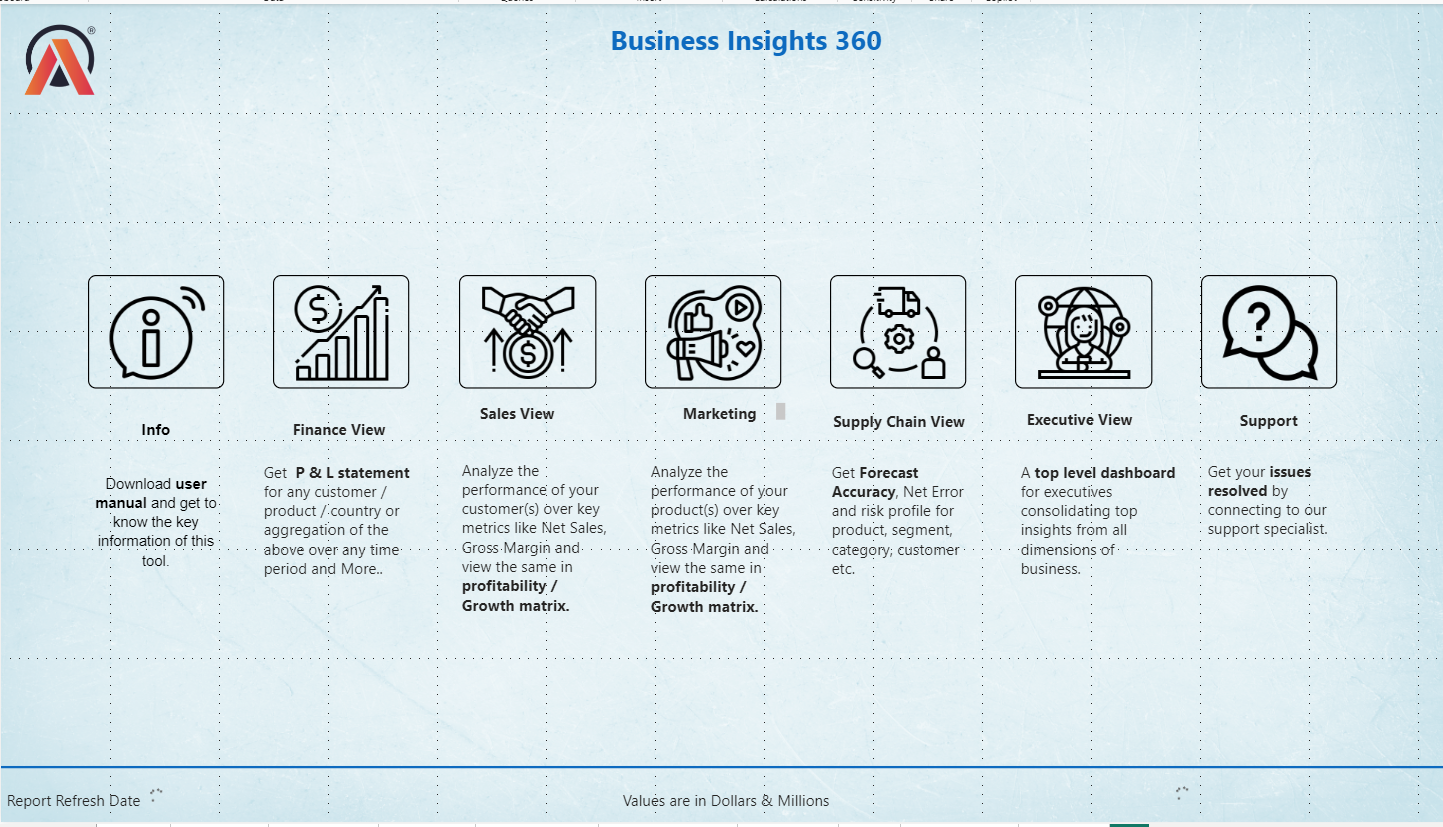 Business Insights 360
®
Info
Download user
manual and get to
know the key
information of this
tool.
Finance View
Get P & L statement
for any customer /
product / country or
aggregation of the
above over any time
period and More..
Sales View
Analyze the
performance of your
customer(s) over key
metrics like Net Sales,
Gross Margin and
view the same in
profitability /
Growth matrix.
Marketing
Analyze the
performance of your
product(s) over key
metrics like Net Sales,
Gross Margin and
view the same in
profitability /
Growth matrix.
Supply Chain View
Get Forecast
Accuracy, Net Error
and risk profile for
product, segment,
category, customer
etc.
Executive View
A top level dashboard
for executives
consolidating top
insights from all
dimensions of
business.
Support
Get your issues
resolved by
connecting to our
support specialist.
Report Refresh Date
Values are in Dollars & Millions